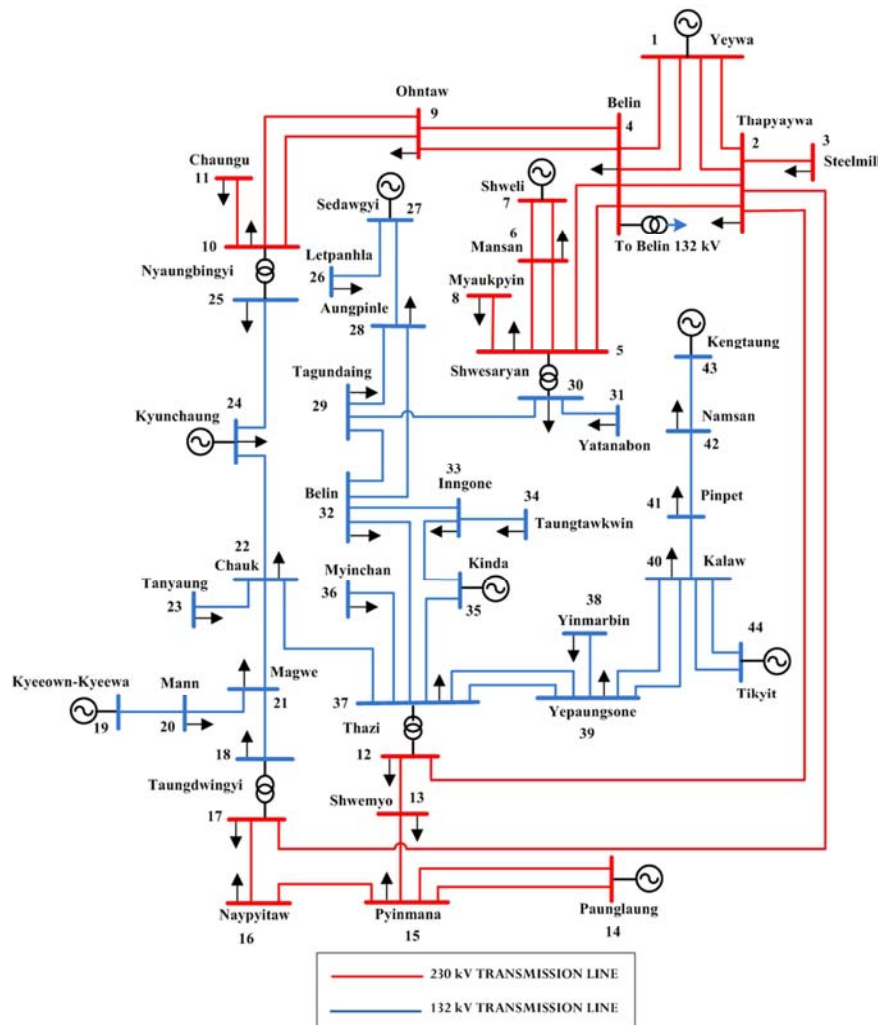 1
Yeywa
Ohntaw
9
Belin
4
Thapyaywa
2
3
Steelmill
Chaungu
11
Sedawgyi
27
Shweli
7
6
Mansan
To Belin 132 kV
10
Nyaungbingyi
Letpanhla
26
Myaukpyin
8
Aungpinle
28
25
5
Shwesaryan
Kengtaung
43
Tagundaing
29
30
31
Yatanabon
24
Kyunchaung
Namsan
42
Belin
32
33
Inngone
34
Taungtawkwin
Pinpet
41
22
Chauk
Myinchan
36
Kinda
35
40
Kalaw
Tanyaung
23
38
Yinmarbin
44
Tikyit
Kyeeown-Kyeewa
19
Mann
20
Magwe
21
37
Thazi
Yepaungsone
39
18
Taungdwingyi
12
Shwemyo
13
17
Naypyitaw
16
Pyinmana
15
Paunglaung
14
230 kV TRANSMISSION LINE
132 kV TRANSMISSION LINE